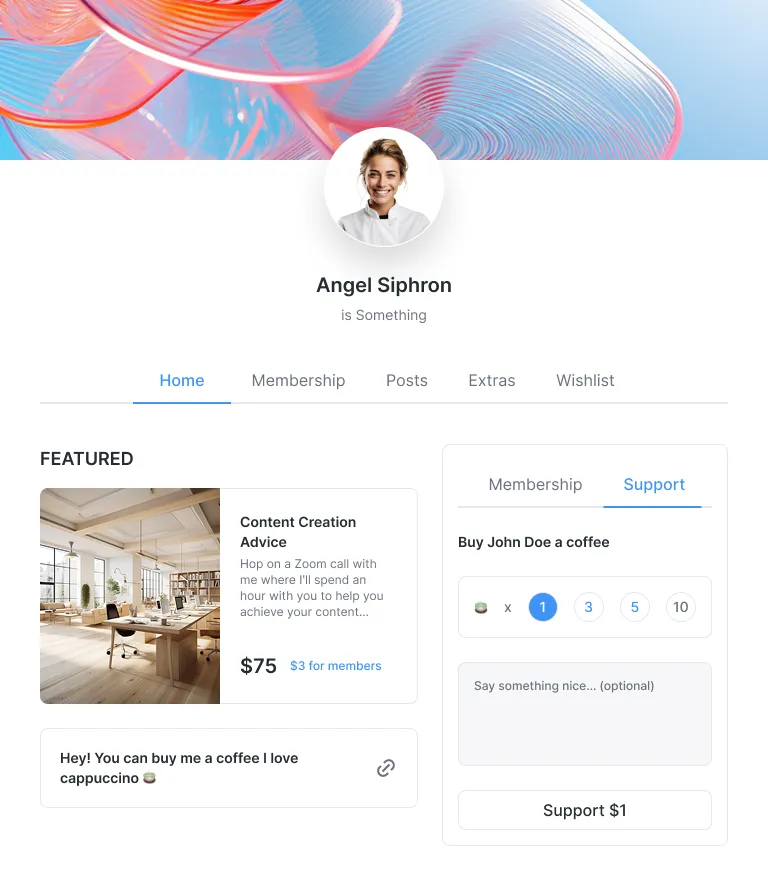 Angel Siphron
is Something
Home Membership Posts Extras Wishlist
FEATURED
Content Creation
Advice
Hop on a Zoom call with
me where I'll spend an
hour with you to help you
achieve your content...
$75 $3 for members
Hey! You can buy me a coffee I love
cappuccino 🍵
Membership Support
Buy John Doe a coffee
🍵 x 1 3 5 10
Say something nice... (optional)
Support $1